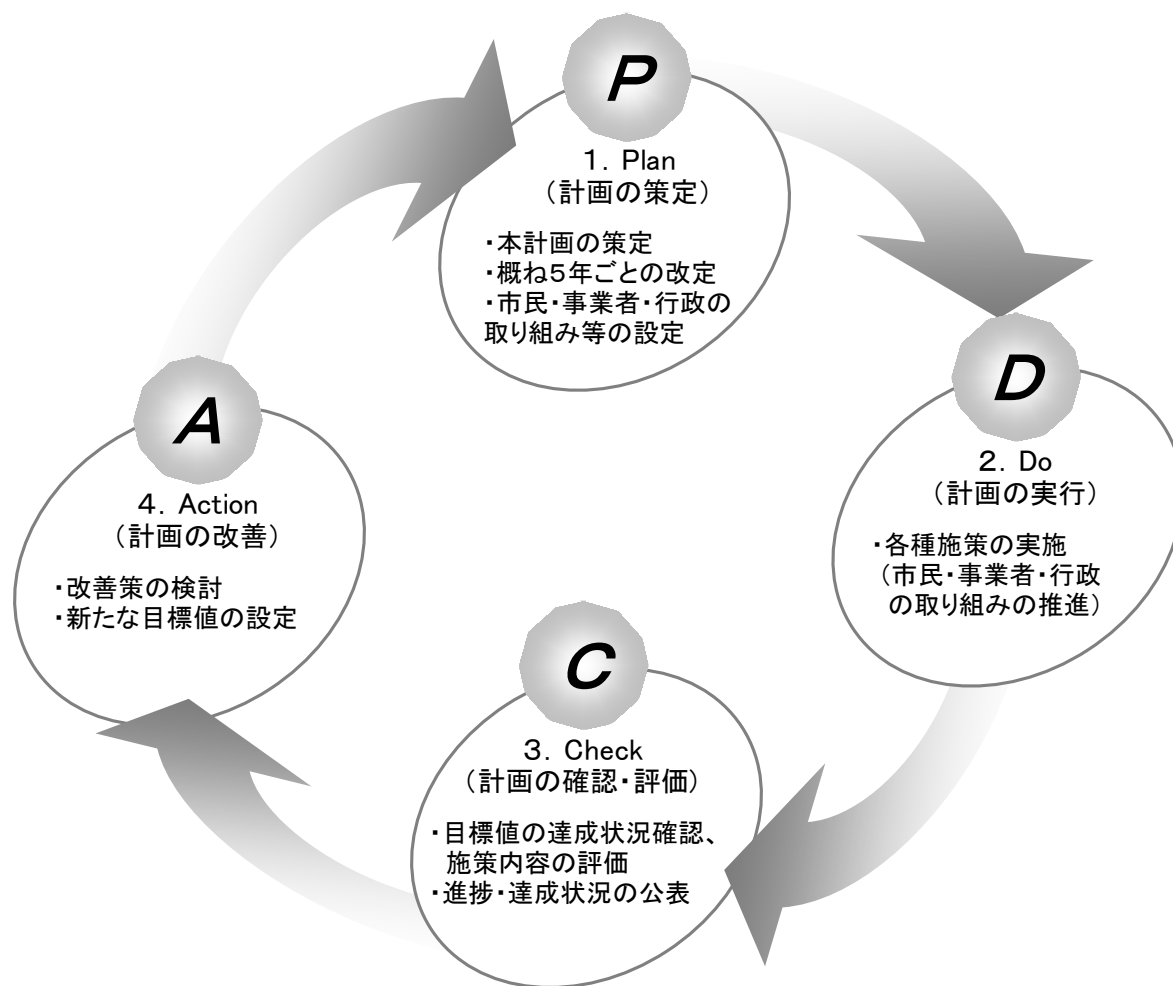 P
1. Plan
（計画の策定）
・本計画の策定
・概ね５年ごとの改定
・市民・事業者・行政の
取り組み等の設定
D
2. Do
（計画の実行）
・各種施策の実施
（市民・事業者・行政
の取り組みの推進）
C
3. Check
（計画の確認・評価）
・目標値の達成状況確認、
施策内容の評価
・進捗・達成状況の公表
A
4. Action
（計画の改善）
・改善策の検討
・新たな目標値の設定